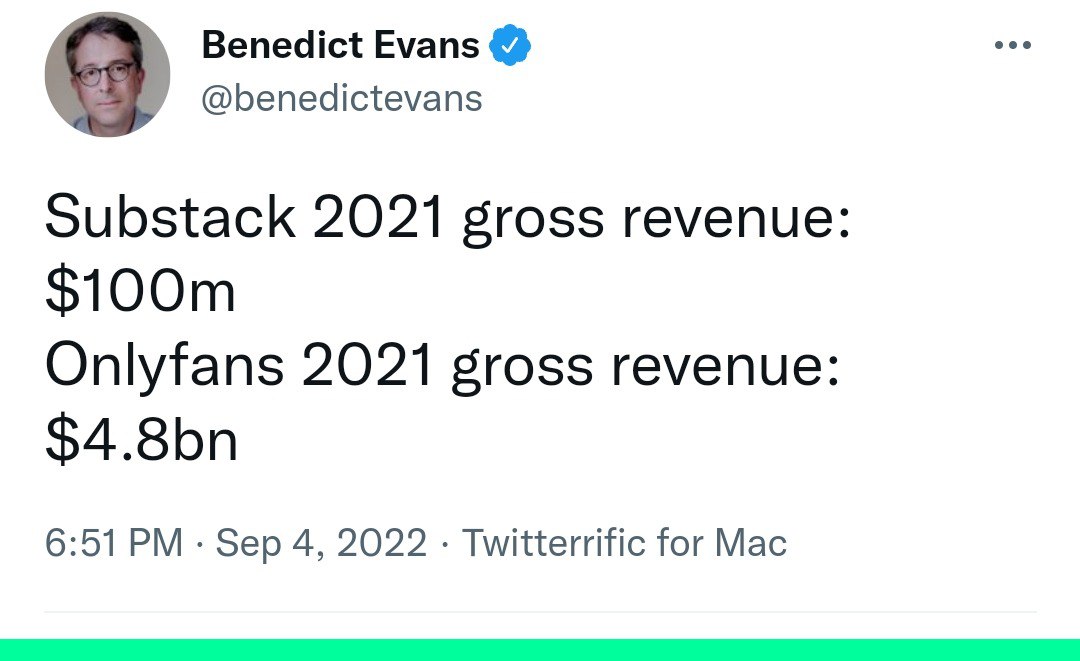 Benedict Evans
@benedictevans
Substack 2021 gross revenue:
$100m
Onlyfans 2021 gross revenue:
$4.8bn
6:51 PM · Sep 4, 2022 · Twitterrific for Mac